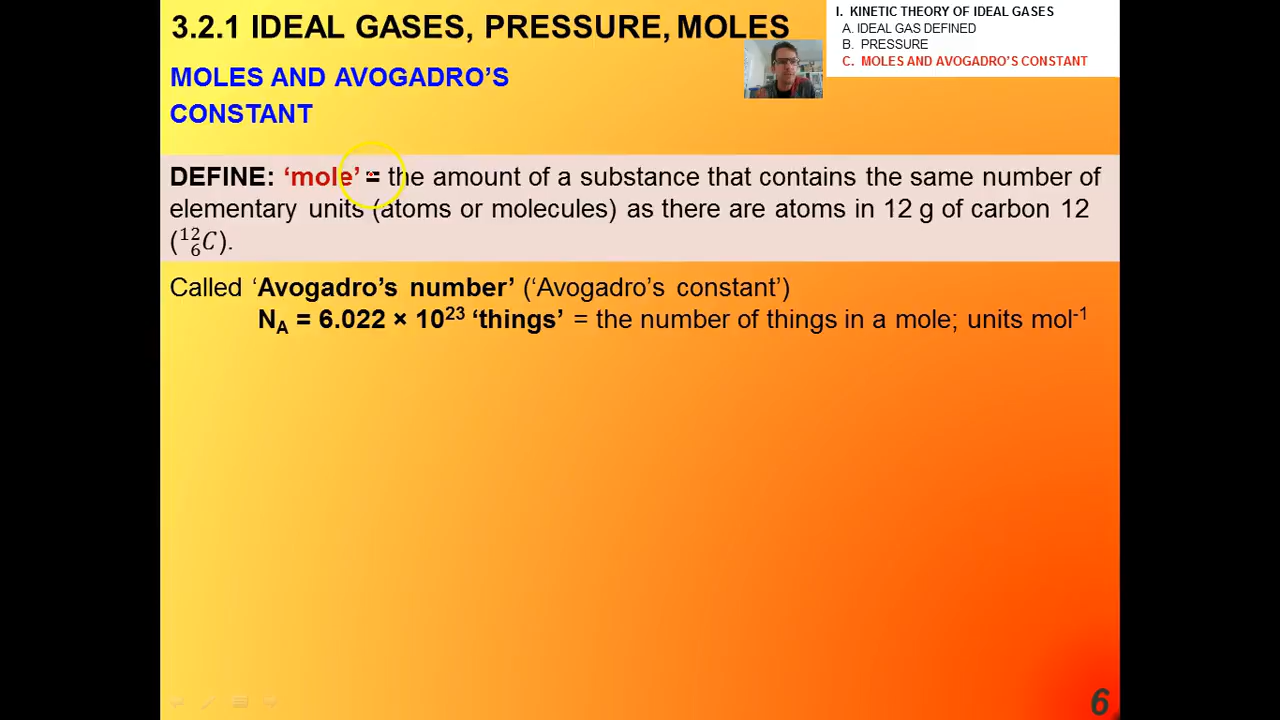 3.2.1 IDEAL GASES, PRESSURE, MOLES
I. KINETIC THEORY OF IDEAL GASES
A. IDEAL GAS DEFINED
B. PRESSURE
C. MOLES AND AVOGADRO'S CONSTANT
MOLES AND AVOGADRO'S
CONSTANT
DEFINE: ‘mole’ = the amount of a substance that contains the same number of
elementary units (atoms or molecules) as there are atoms in 12 g of carbon 12
(¹²₆C).
Called ‘Avogadro’s number’ (‘Avogadro’s constant’)
N_A = 6.022 × 10²³ ‘things’ = the number of things in a mole; units mol⁻¹
6